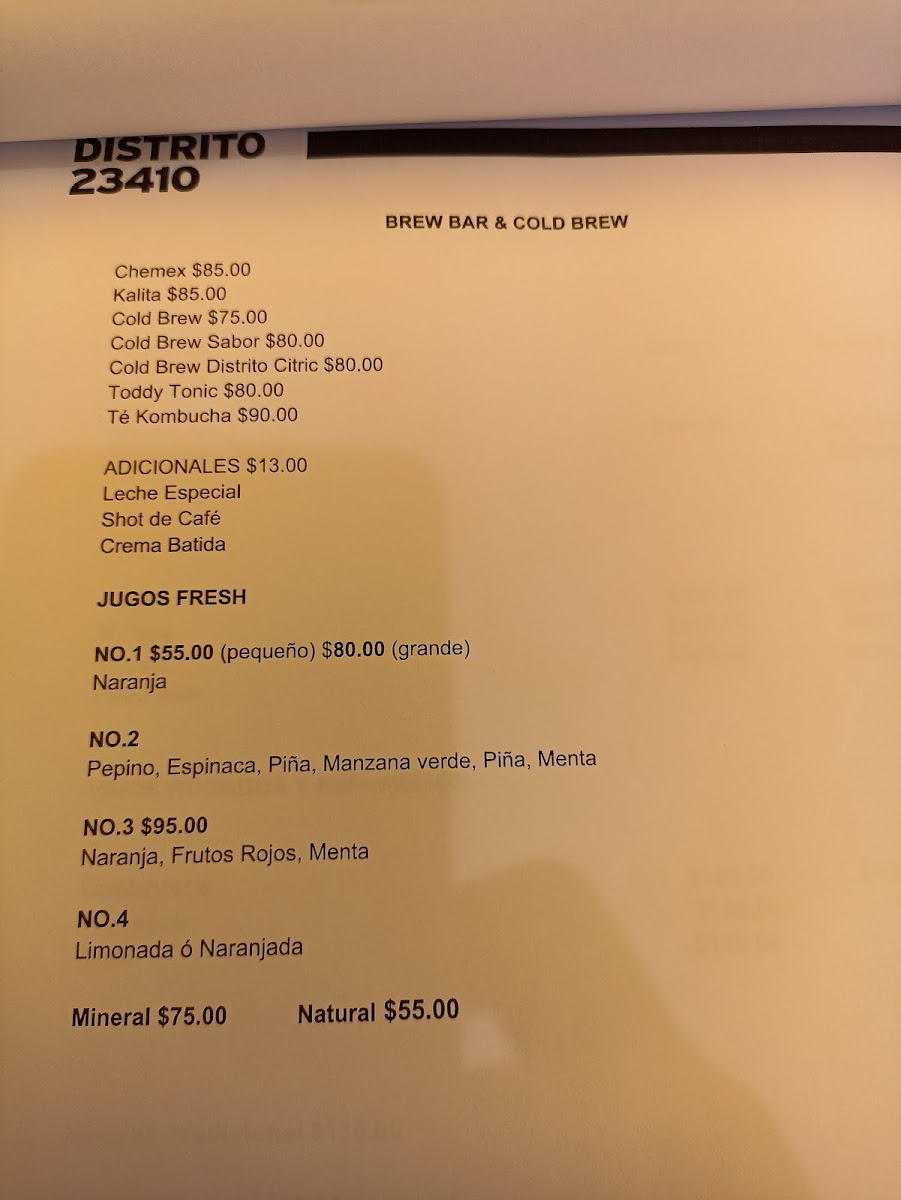 DISTRITO
23410
BREW BAR & COLD BREW
Chemex $85.00
Kalita $85.00
Cold Brew $75.00
Cold Brew Sabor $80.00
Cold Brew Distrito Citric $80.00
Toddy Tonic $80.00
Té Kombucha $90.00
ADICIONALES $13.00
Leche Especial
Shot de Café
Crema Batida
JUGOS FRESH
NO.1 $55.00 (pequeño) $80.00 (grande)
Naranja
NO.2
Pepino, Espinaca, Piña, Manzana verde, Piña, Menta
NO.3 $95.00
Naranja, Frutos Rojos, Menta
NO.4
Limonada ó Naranjada
Mineral $75.00 Natural $55.00